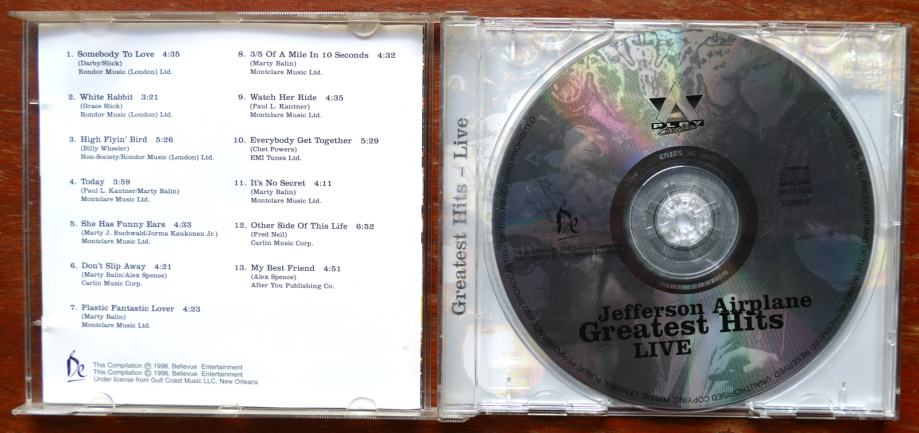 1. Somebody To Love 4:35
(Darby/Slick)
Rondor Music (London) Ltd.
2. White Rabbit 3:21
(Grace Slick)
Rondor Music (London) Ltd.
3. High Flyin' Bird 5:26
(Billy Wheeler)
Non-Society/Rondor Music (London) Ltd.
4. Today 3:59
(Paul L. Kantner/Marty Balin)
Montclare Music Ltd.
5. She Has Funny Ears 4:33
(Marty J. Buchwald/Jorma Kaukonen Jr.)
Montclare Music Ltd.
6. Don't Slip Away 4:21
(Marty Balin/Alex Spence)
Carlin Music Corp.
7. Plastic Fantastic Lover 4:23
(Marty Balin)
Montclare Music Ltd.
8. 3/5 Of A Mile In 10 Seconds 4:32
(Marty Balin)
Montclare Music Ltd.
9. Watch Her Ride 4:35
(Paul L. Kantner)
Montclare Music Ltd.
10. Everybody Get Together 5:29
(Chet Powers)
EMI Tunes Ltd.
11. It's No Secret 4:11
(Marty Balin)
Montclare Music Ltd.
12. Other Side Of This Life 6:52
(Fred Neil)
Carlin Music Corp.
13. My Best Friend 4:51
(Alex Spence)
After You Publishing Co.
Be
This Compilation ℗ 1996, Bellevue Entertainment
This Compilation © 1996, Bellevue Entertainment
Under license from Gulf Coast Music LLC, New Orleans
Greatest Hits – Live
PLAY
Be
Jefferson Airplane
Greatest Hits
LIVE